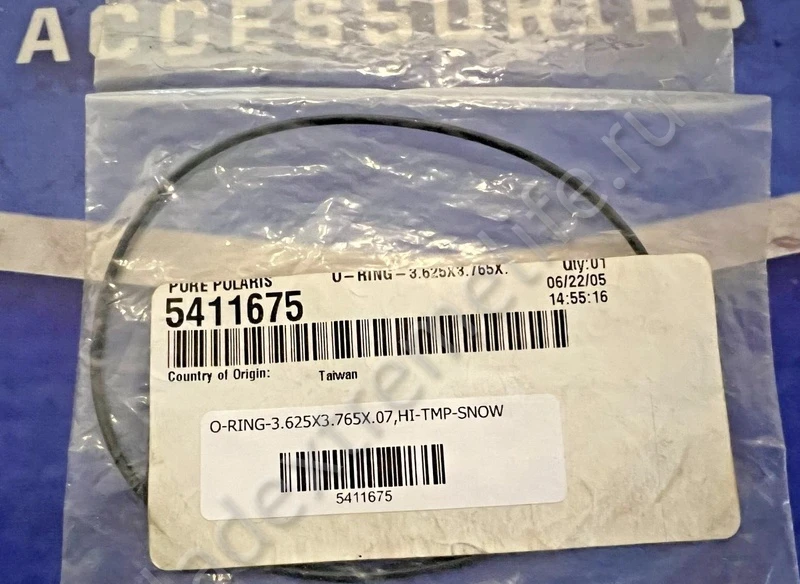 ACCESSORIES
PURE POLARIS
O-RING-3.625X3.765X.
Qty:01
5411675
06/22/05
14:55:16
Country of Origin: Taiwan
O-RING-3.625X3.765X.07,HI-TMP-SNOW
5411675